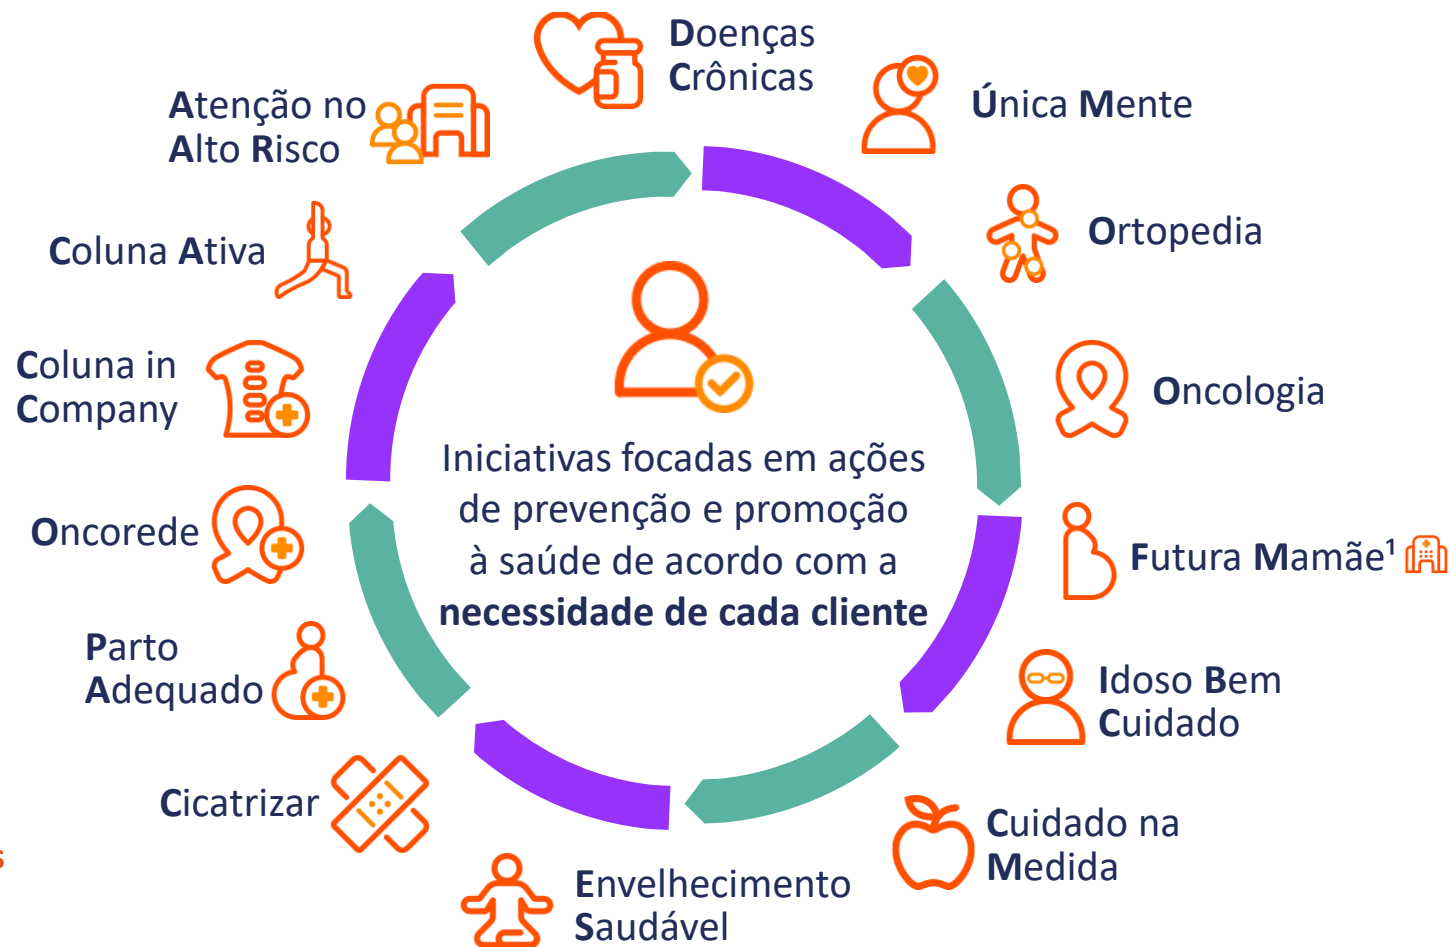 Doenças
Crônicas
Única Mente
Ortopedia
Oncologia
Futura Mamãe¹
Idoso Bem
Cuidado
Cuidado na
Medida
Envelhecimento
Saudável
Cicatrizar
Parto
Adequado
Oncorede
Coluna in
Company
Coluna Ativa
Atenção no
Alto Risco
Iniciativas focadas em ações
de prevenção e promoção
à saúde de acordo com a
necessidade de cada cliente
s